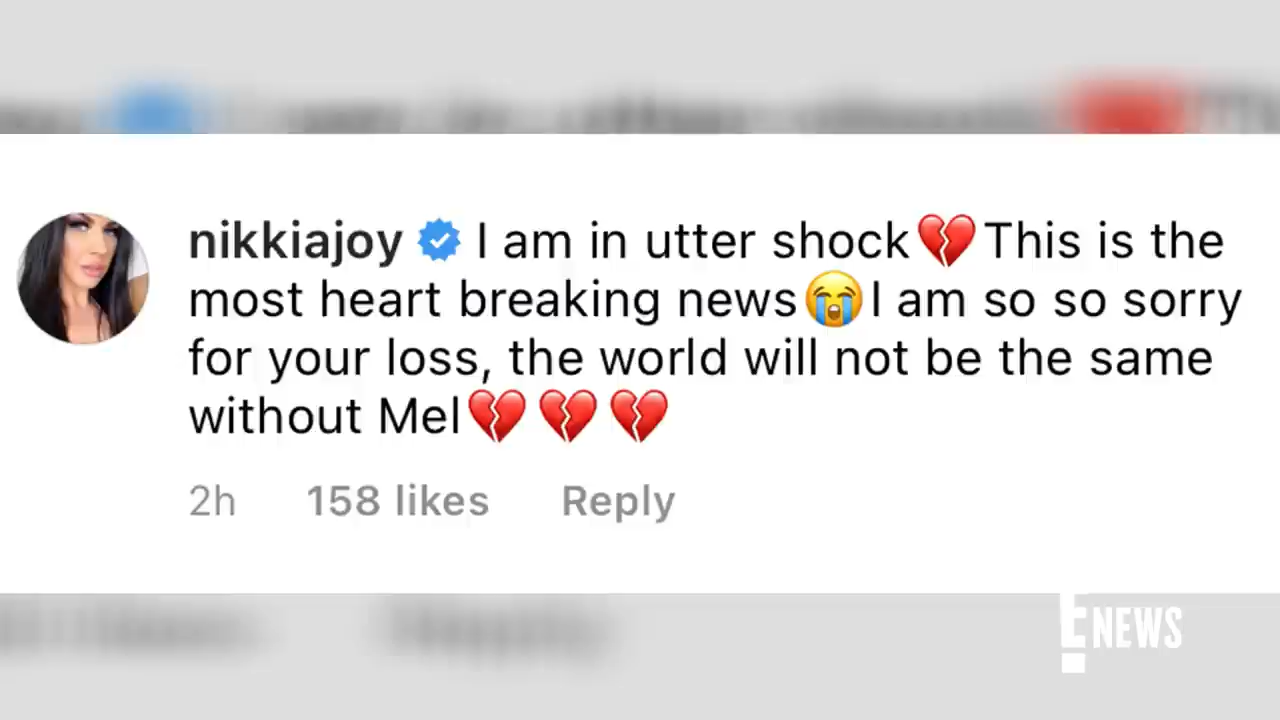 nikkiajoy I am in utter shock💔This is the
most heart breaking news😭I am so so sorry
for your loss, the world will not be the same
without Mel💔💔💔
2h 158 likes Reply
E NEWS